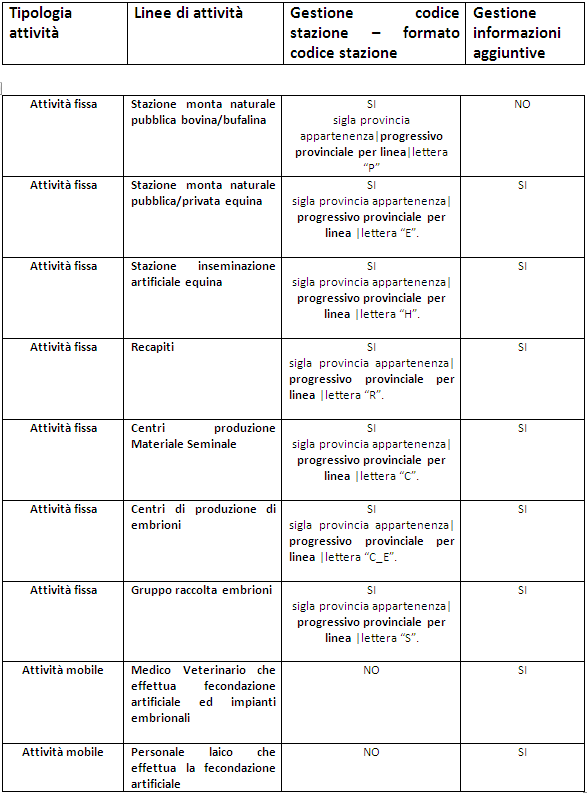 Tipologia attività
Linee di attività
Gestione codice stazione – formato codice stazione
Gestione informazioni aggiuntive
Attività fissa
Stazione monta naturale
pubblica bovina/bufalina
SI
sigla provincia
appartenenza|progressivo
provinciale per linea|lettera
“P”
NO
Attività fissa
Stazione monta naturale
pubblica/privata equina
SI
sigla provincia appartenenza|
progressivo provinciale per
linea |lettera “E”.
SI
Attività fissa
Stazione inseminazione
artificiale equina
SI
sigla provincia appartenenza|
progressivo provinciale per
linea |lettera “H”.
SI
Attività fissa
Recapiti
SI
sigla provincia appartenenza|
progressivo provinciale per
linea |lettera “R”.
SI
Attività fissa
Centri produzione
Materiale Seminale
SI
sigla provincia appartenenza|
progressivo provinciale per
linea |lettera “C”.
SI
Attività fissa
Centri di produzione di
embrioni
SI
sigla provincia appartenenza|
progressivo provinciale per
linea |lettera “C_E”.
SI
Attività fissa
Gruppo raccolta embrioni
SI
sigla provincia appartenenza|
progressivo provinciale per
linea |lettera “S”.
SI
Attività mobile
Medico Veterinario che
effettua fecondazione
artificiale ed impianti
embrionali
NO
SI
Attività mobile
Personale laico che
effettua la fecondazione
artificiale
NO
SI